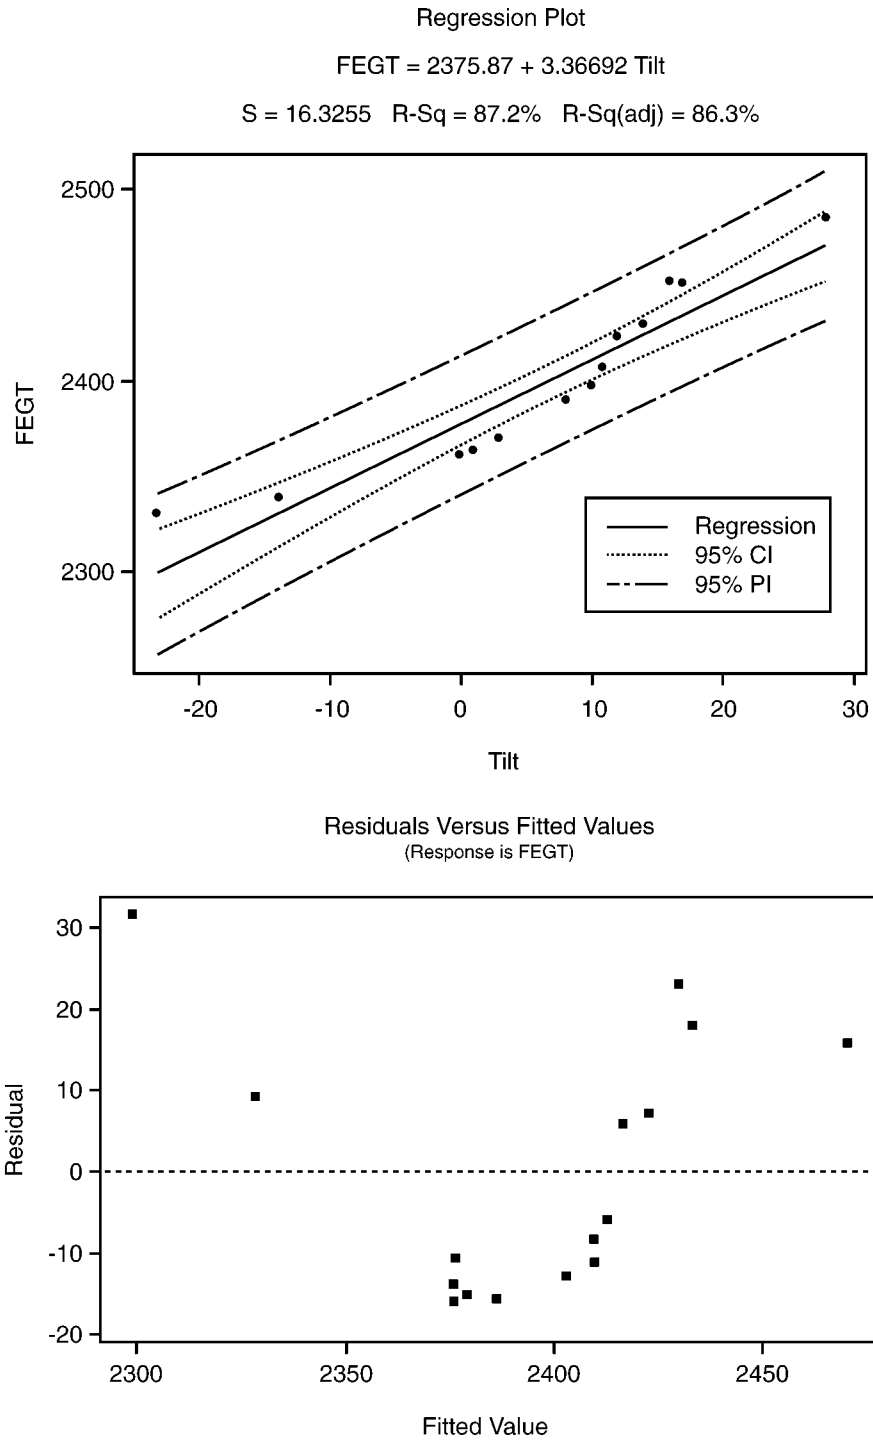 Regression Plot
FEGT = 2375.87 + 3.36692 Tilt
S = 16.3255 R-Sq = 87.2% R-Sq(adj) = 86.3%
2500
2400
2300
FEGT
Regression
95% CI
95% PI
-20 -10 0 10 20 30
Tilt
Residuals Versus Fitted Values
(Response is FEGT)
30
20
10
0
-10
-20
Residual
2300 2350 2400 2450
Fitted Value